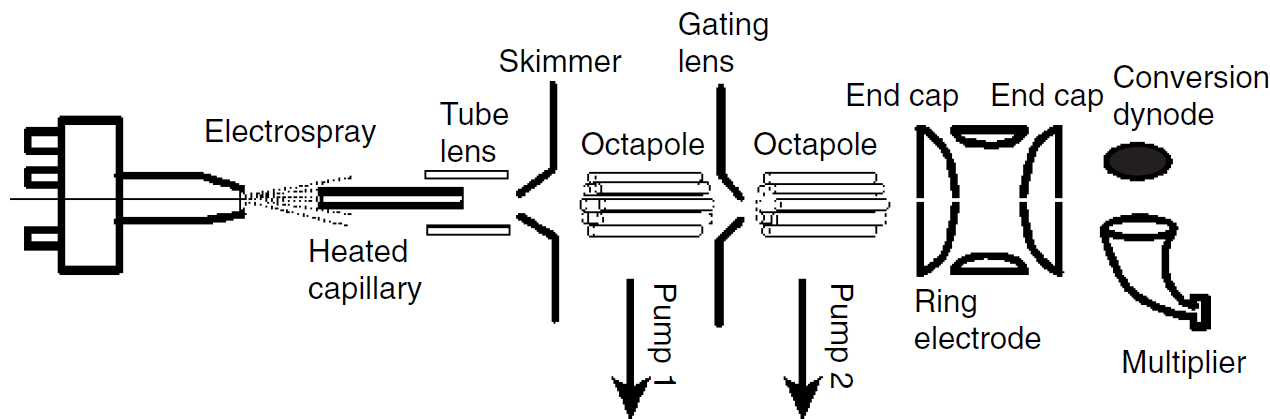 Electrospray
Heated
capillary
Tube
lens
Skimmer
Octapole
Gating
lens
Octapole
End cap
End cap
Conversion
dynode
Pump 1
Pump 2
Ring
electrode
Multiplier